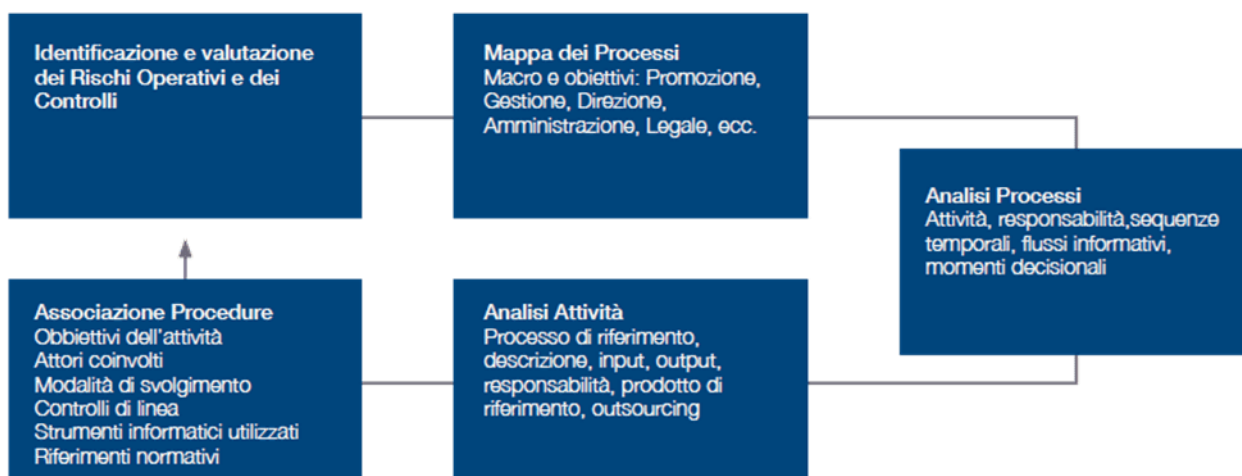 Identificazione e valutazione
dei Rischi Operativi e dei
Controlli
Mappa dei Processi
Macro e obiettivi: Promozione,
Gestione, Direzione,
Amministrazione, Legale, ecc.
Analisi Processi
Attività, responsabilità,sequenze
temporali, flussi informativi,
momenti decisionali
Associazione Procedure
Obbiettivi dell'attività
Attori coinvolti
Modalità di svolgimento
Controlli di linea
Strumenti informatici utilizzati
Riferimenti normativi
Analisi Attività
Processo di riferimento,
descrizione, input, output,
responsabilità, prodotto di
riferimento, outsourcing